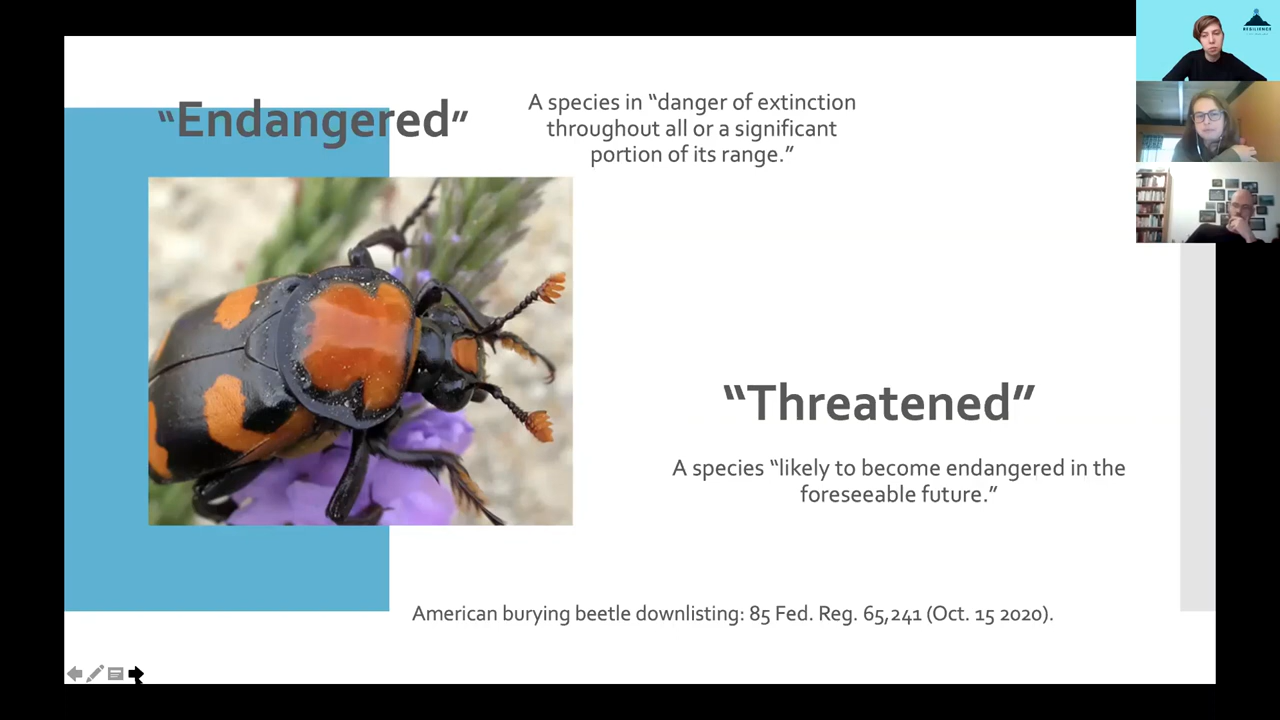 “Endangered”
A species in “danger of extinction
throughout all or a significant
portion of its range.”
“Threatened”
A species “likely to become endangered in the
foreseeable future.”
American burying beetle downlisting: 85 Fed. Reg. 65,241 (Oct. 15 2020).
RESILIENCE